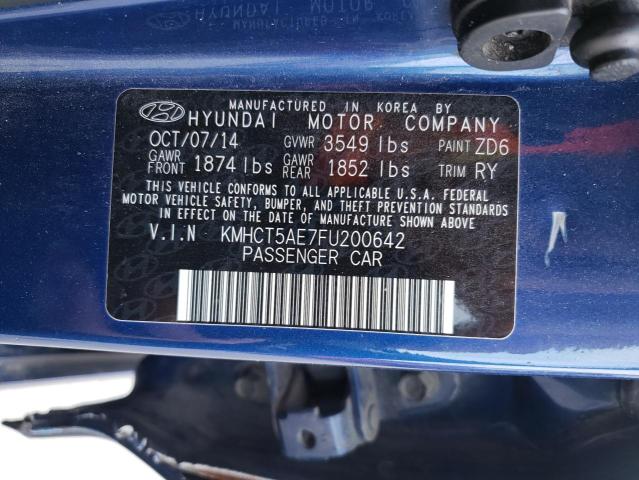 MANUFACTURED IN KOREA BY
HYUNDAI MOTOR COMPANY
OCT/07/14 GVWR 3549 lbs PAINT ZD6
GAWR FRONT 1874 lbs GAWR REAR 1852 lbs TRIM RY
THIS VEHICLE CONFORMS TO ALL APPLICABLE U.S.A. FEDERAL
MOTOR VEHICLE SAFETY, BUMPER, AND THEFT PREVENTION STANDARDS
IN EFFECT ON THE DATE OF MANUFACTURE SHOWN ABOVE
V.I.N KMHCT5AE7FU200642
PASSENGER CAR